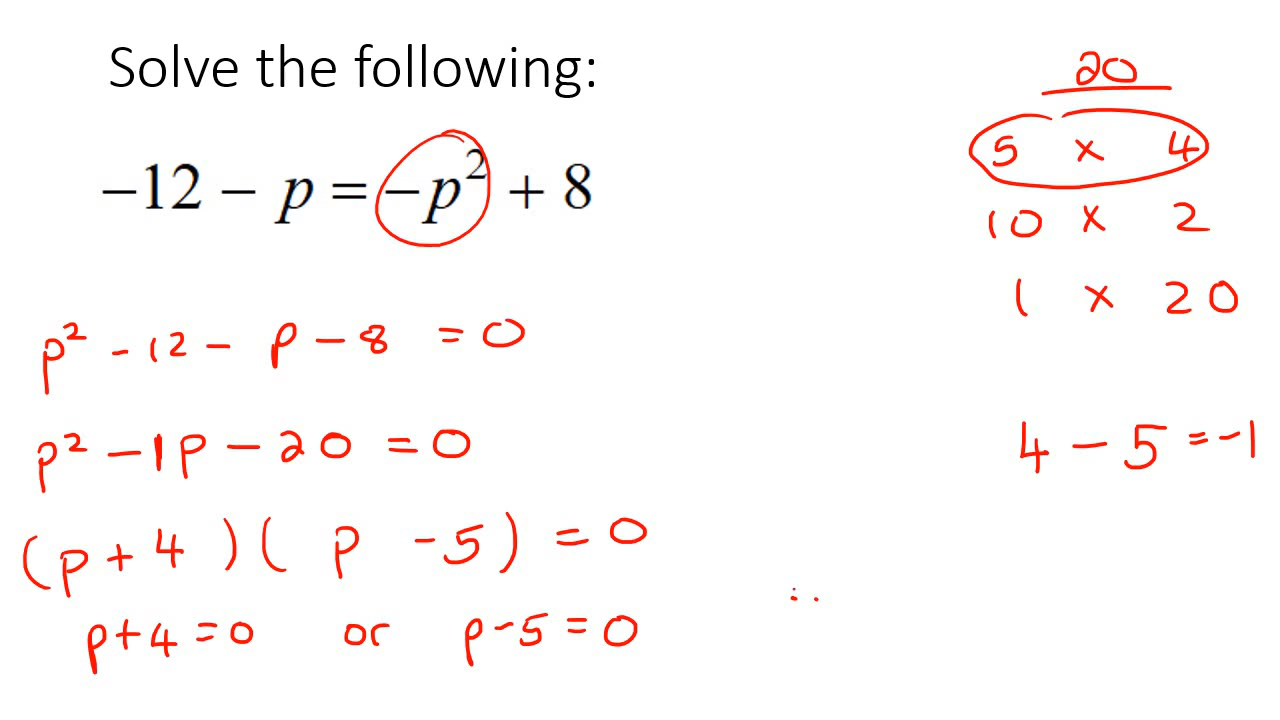 Solve the following:
−12 − p = −p² + 8
p² - 12 - p - 8 = 0
p² - 1p - 20 = 0
(p + 4 ) ( p - 5 ) = 0
p + 4 = 0 or p - 5 = 0
20
5 x 4
10 x 2
1 x 20
4 - 5 = -1